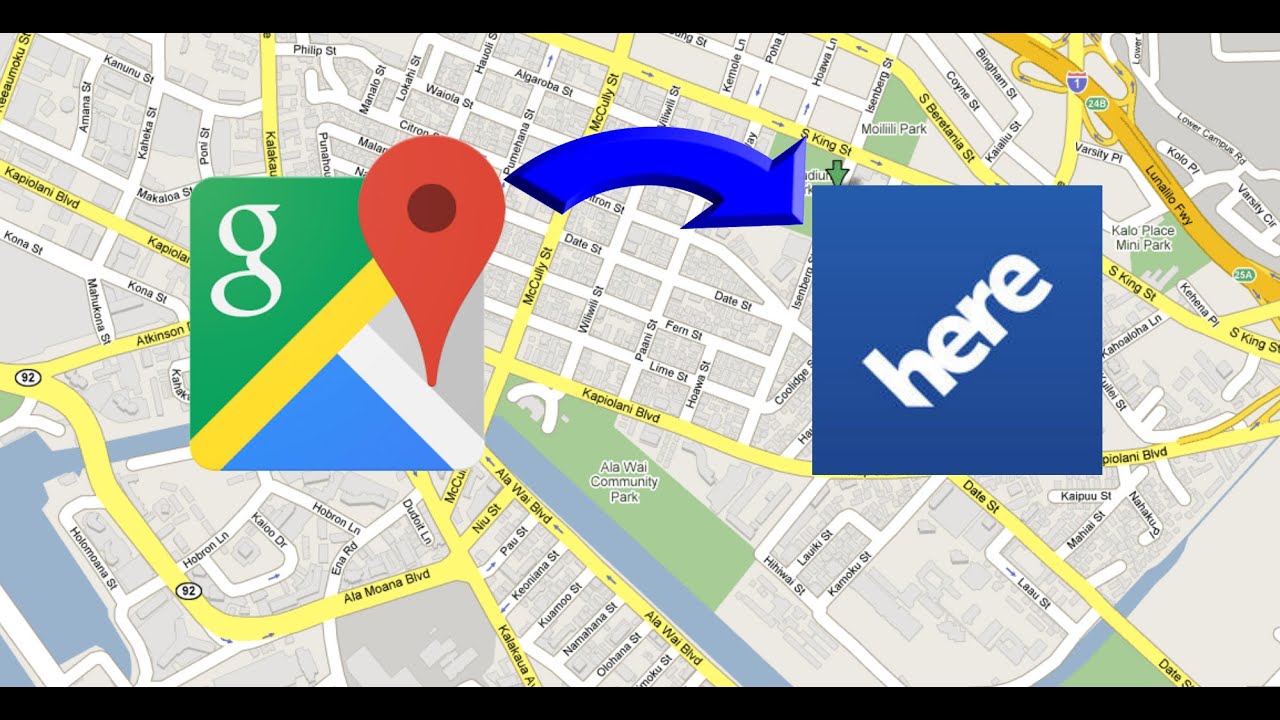 Philip St
Kanunu St
Keeaumoku St
Amana St
Kaheka St
Poni St
Kalakaua
Manalo St
Lokahi St
Hauoli St
Algaroba St
Waiola St
Citron St
Pumehana St
McCully St
Wiliwili St
Kemole Ln
Poha Ln
Hoawa Ln
Isenberg St
S King St
S Beretania St
Moiliili Park
Coyne St
Bingham St
Kaialiu St
1
24B
Varsity Pl
Lower Campus Rd
Kolo Pl
Varsity Cir
Lunalilo Fwy
Makaloa St
Kapiolani Blvd
Kona St
Mahukona St
Kapiolani
Kona St
Atkinson
g
Citron St
Date St
McCully St
Wiliwili St
Date St
Fern St
Paani St
Lime St
Hoawa St
Isenberg St
Coolidge
here
Kalo Place
Mini Park
25A
S King St
Kehena Pl
S King St
Kahoaloha Ln
Kuilei St
92
Kapiolani Blvd
piolani Blvd
Ala Wai
Community
Park
Ala Wai Blvd
Niu St
Pau St
Keoniana St
Kuamoo St
Namahana St
Olohana St
Kalakaua Ave
Ala Wai Blvd
Hobron Ln
Kaioo Dr
Hobron Ln
Ena Rd
Dudoit Ln
Holomoana St
92
Ala Moana Blvd
Hihiwai St
Lauiki St
Kamoku St
Date St
Kaipuu St
Mahiai St
Laau St
Date St